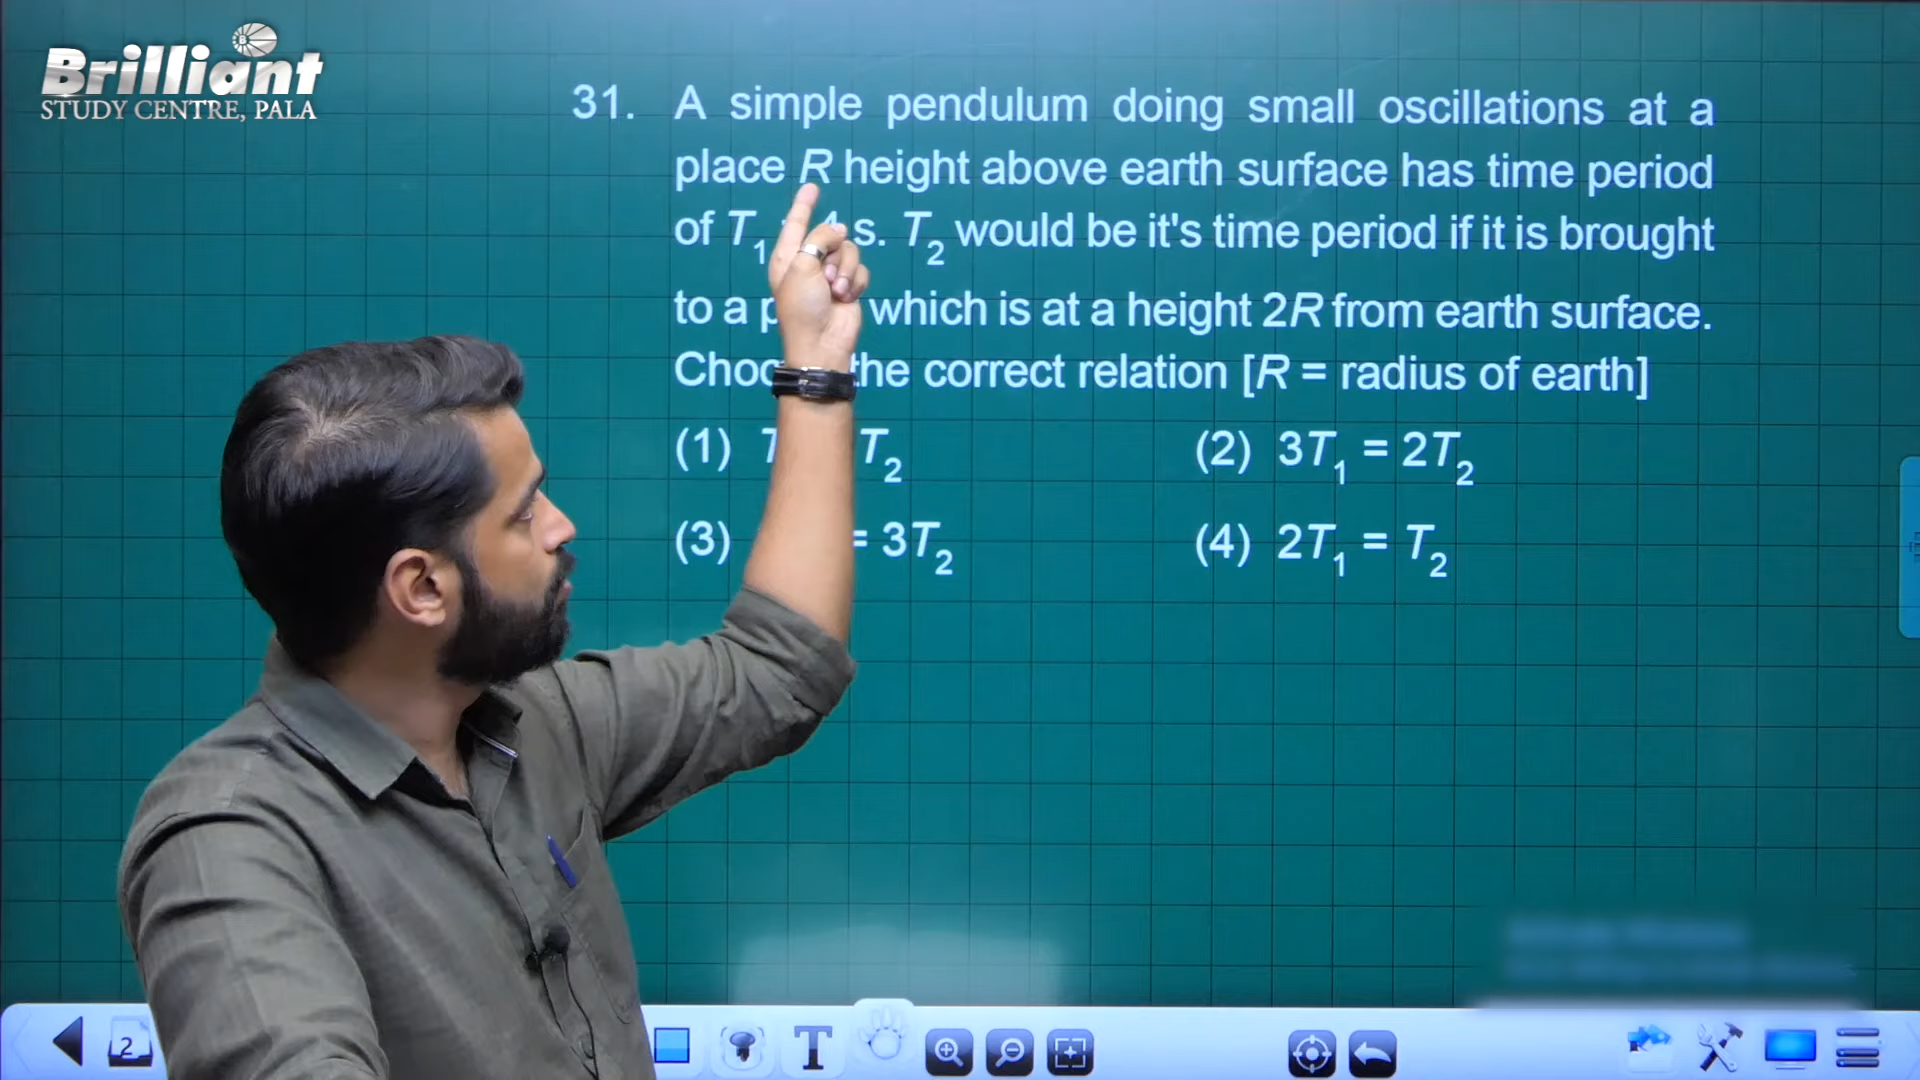 Brilliant
STUDY CENTRE, PALA
31. A simple pendulum doing small oscillations at a
place R height above earth surface has time period
of T₁ s. T₂ would be it's time period if it is brought
to a which is at a height 2R from earth surface.
the correct relation [R = radius of earth]
(1) T₂
(2) 3T₁ = 2T₂
(3) = 3T₂
(4) 2T₁ = T₂
2
T